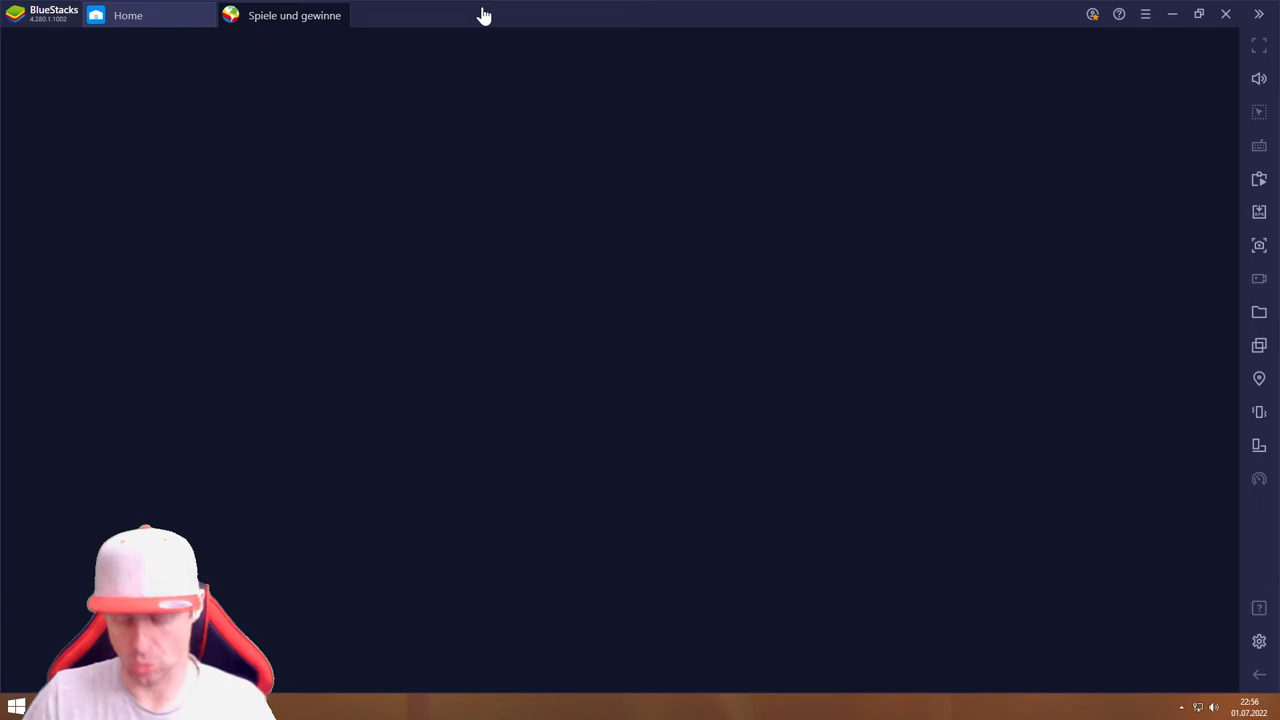 BlueStacks
4.280.1.1002
Home
Spiele und gewinne
22:56
01.07.2022